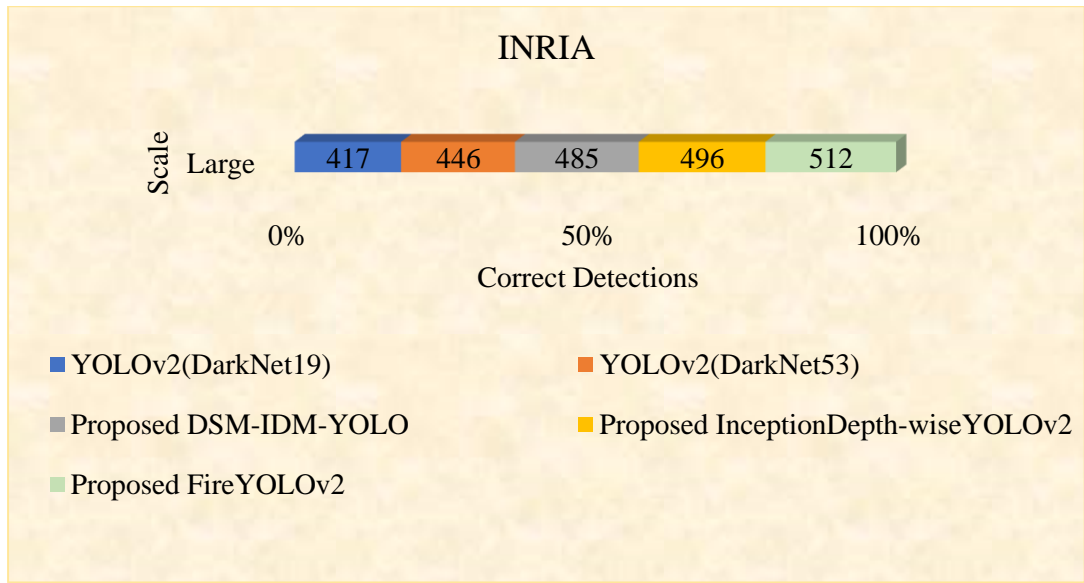 INRIA
Scale
Large
417 446 485 496 512
0% 50% 100%
Correct Detections
YOLOv2(DarkNet19)
YOLOv2(DarkNet53)
Proposed DSM-IDM-YOLO
Proposed InceptionDepth-wiseYOLOv2
Proposed FireYOLOv2